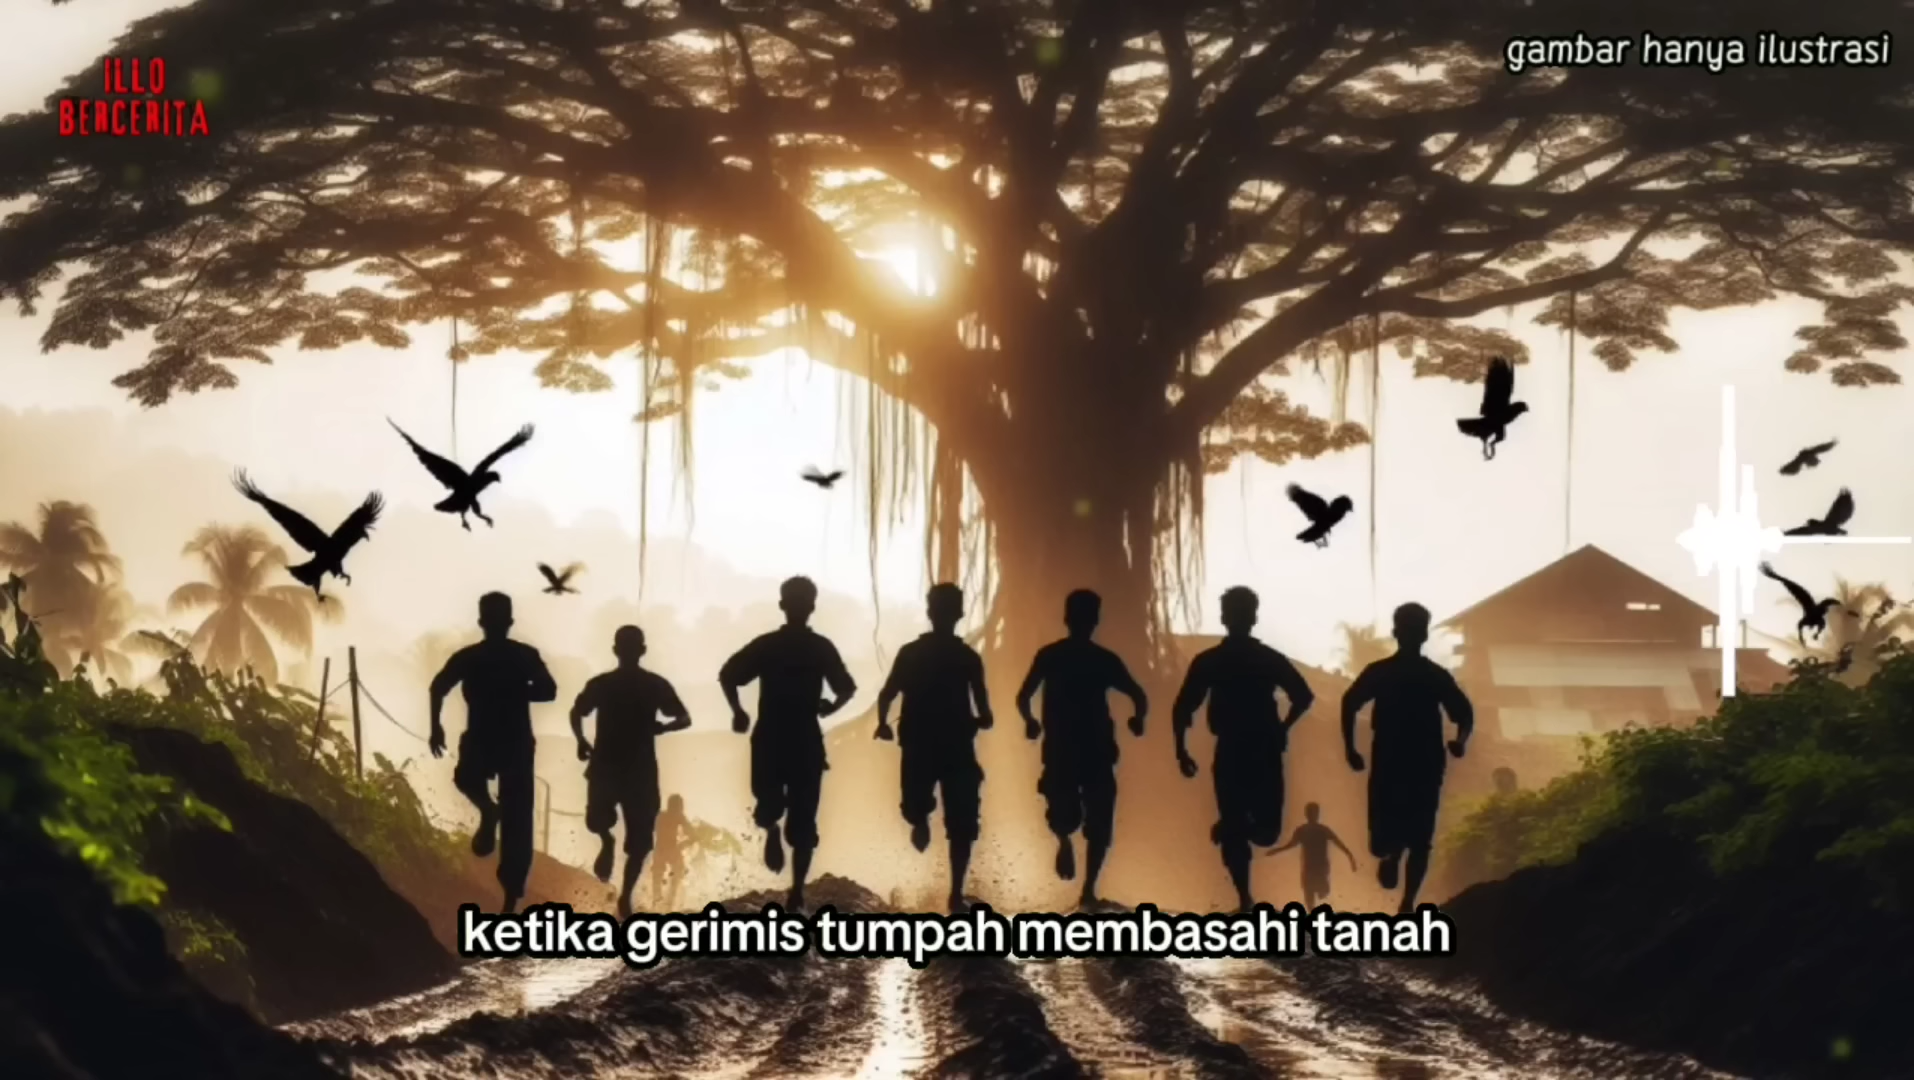 ILLO
BERCERITA
gambar hanya ilustrasi
ketika gerimis tumpah membasahi tanah